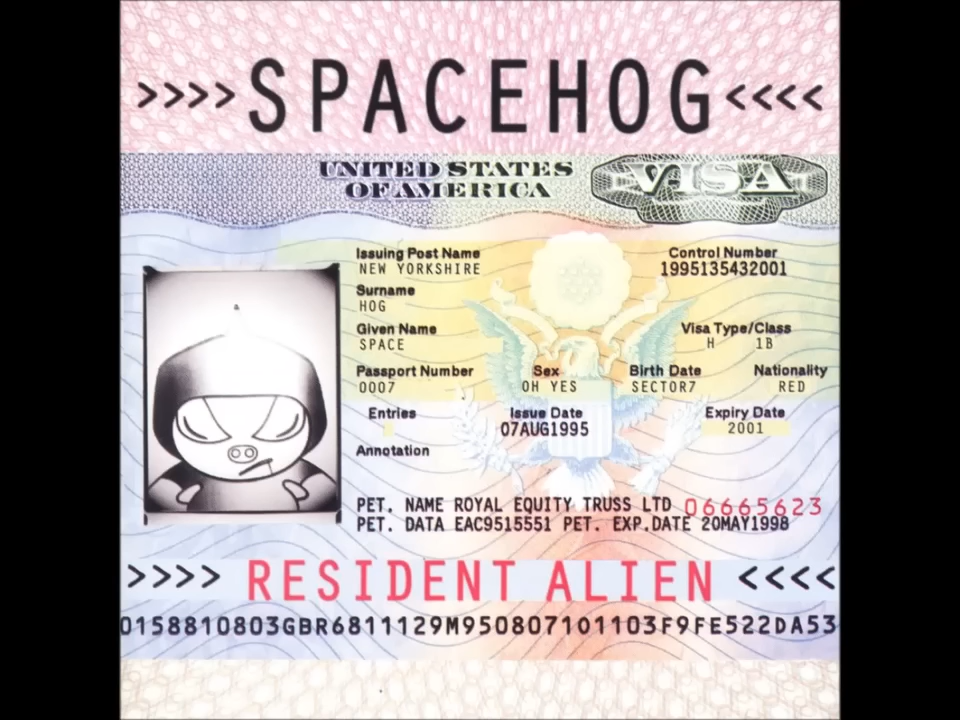 >>>> SPACEHOG <<<<
UNITED STATES
OF AMERICA
VISA
Issuing Post Name
NEW YORKSHIRE
Control Number
1995135432001
Surname
HOG
Given Name
SPACE
Visa Type/Class
H 1B
Passport Number
0007
Sex
OH YES
Birth Date
SECTOR7
Nationality
RED
Entries
Issue Date
07AUG1995
Expiry Date
2001
Annotation
PET. NAME ROYAL EQUITY TRUSS LTD 06665623
PET. DATA EAC9515551 PET. EXP.DATE 20MAY1998
>>>> RESIDENT ALIEN <<<<
0158810803GBR6811129M950807101103F9FE522DA53